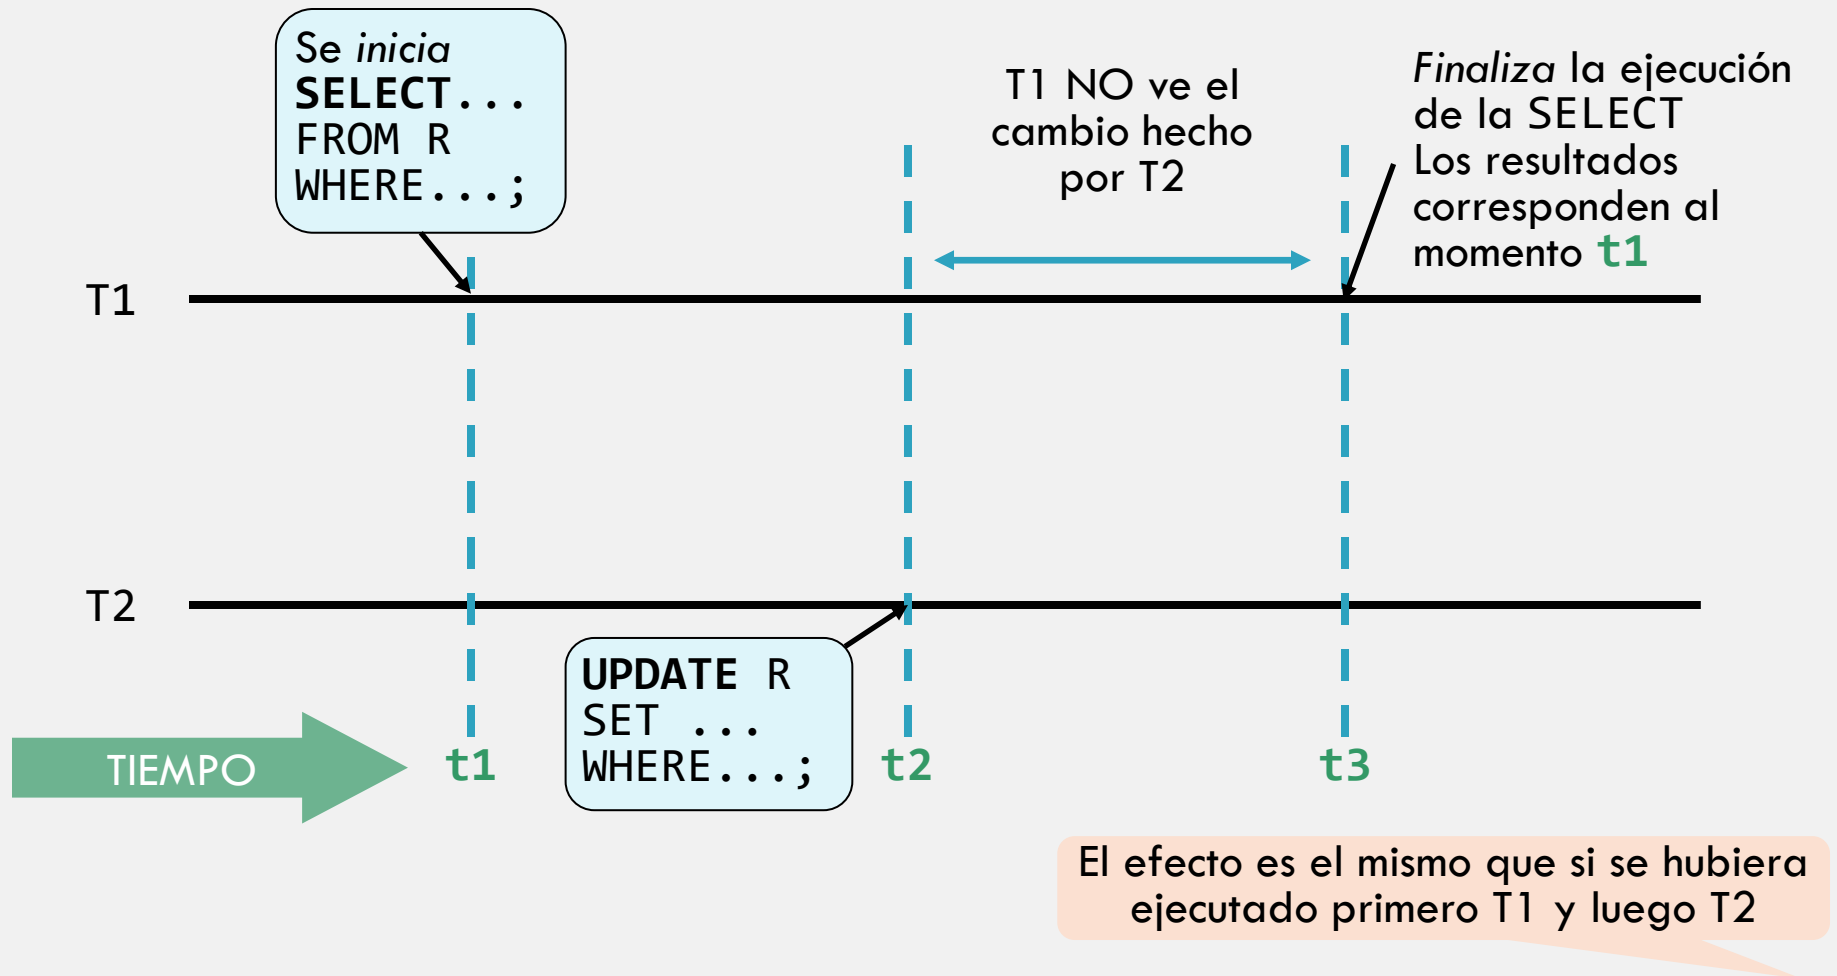 Se inicia
SELECT...
FROM R
WHERE...;
T1 NO ve el
cambio hecho
por T2
Finaliza la ejecución
de la SELECT
Los resultados
corresponden al
momento t1
T1
T2
UPDATE R
SET ...
WHERE...;
TIEMPO
t1
t2
t3
El efecto es el mismo que si se hubiera
ejecutado primero T1 y luego T2